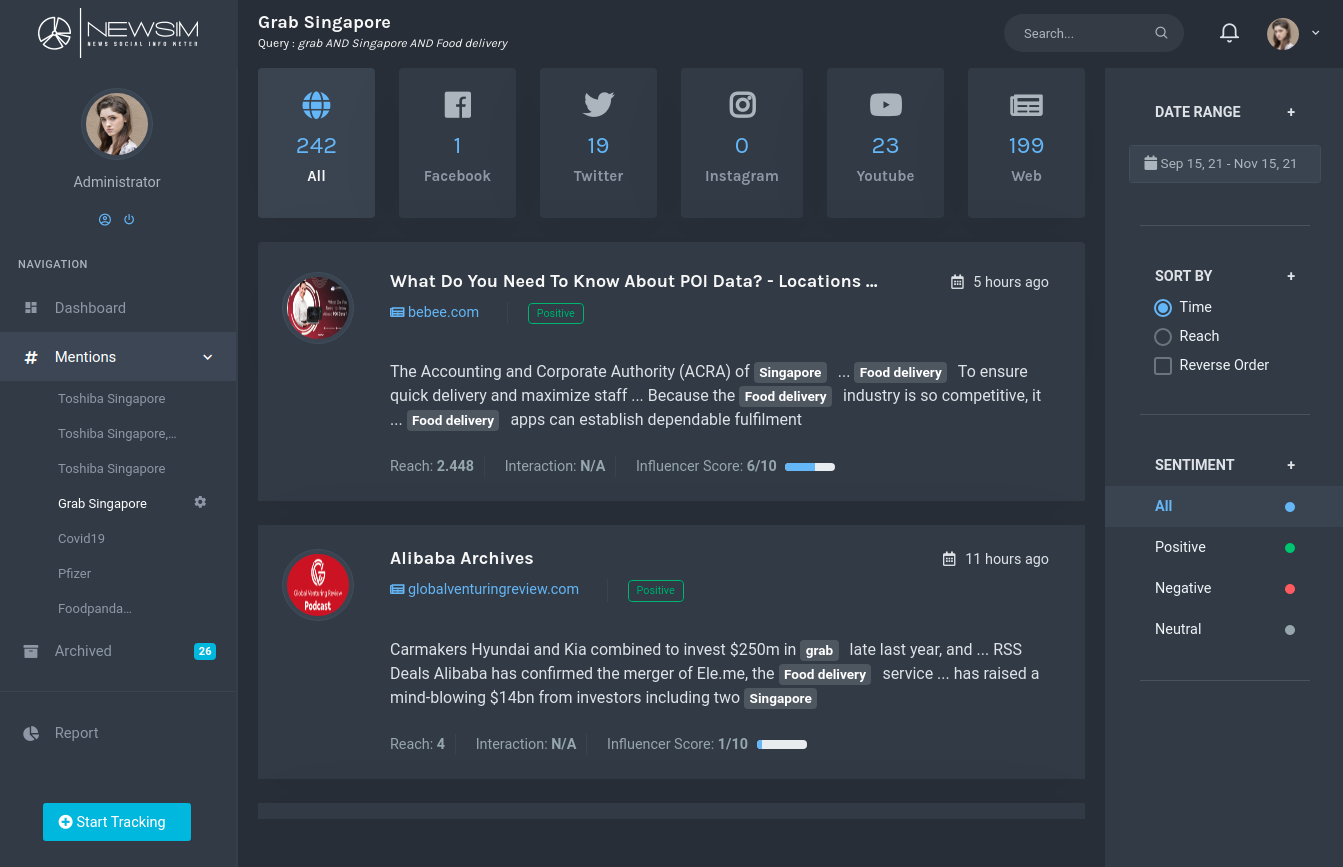 NEWSIM
NEWS SOCIAL INFO METER
Administrator
NAVIGATION
Dashboard
# Mentions
Toshiba Singapore
Toshiba Singapore,...
Toshiba Singapore
Grab Singapore
Covid19
Pfizer
Foodpanda...
Archived 26
Report
Start Tracking
Grab Singapore
Query : grab AND Singapore AND Food delivery
Search...
242
All
1
Facebook
19
Twitter
0
Instagram
23
Youtube
199
Web
What Do You Need To Know About POI Data? - Locations ...
5 hours ago
bebee.com Positive
The Accounting and Corporate Authority (ACRA) of Singapore ... Food delivery To ensure
quick delivery and maximize staff ... Because the Food delivery industry is so competitive, it
... Food delivery apps can establish dependable fulfilment
Reach: 2.448 Interaction: N/A Influencer Score: 6/10
Global Venturing Review
Podcast
Alibaba Archives
11 hours ago
globalventuringreview.com Positive
Carmakers Hyundai and Kia combined to invest $250m in grab late last year, and ... RSS
Deals Alibaba has confirmed the merger of Ele.me, the Food delivery service ... has raised a
mind-blowing $14bn from investors including two Singapore
Reach: 4 Interaction: N/A Influencer Score: 1/10
DATE RANGE +
Sep 15, 21 - Nov 15, 21
SORT BY +
Time
Reach
Reverse Order
SENTIMENT +
All
Positive
Negative
Neutral